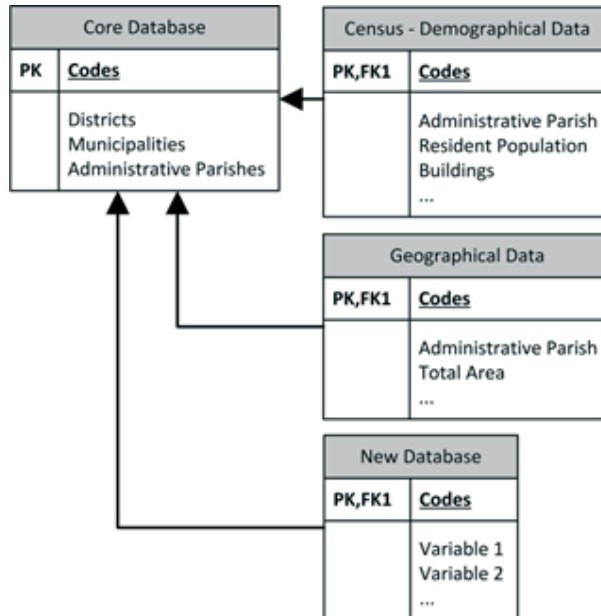 Core Database
PK Codes
Districts
Municipalities
Administrative Parishes
Census - Demographical Data
PK,FK1 Codes
Administrative Parish
Resident Population
Buildings
...
Geographical Data
PK,FK1 Codes
Administrative Parish
Total Area
...
New Database
PK,FK1 Codes
Variable 1
Variable 2
...